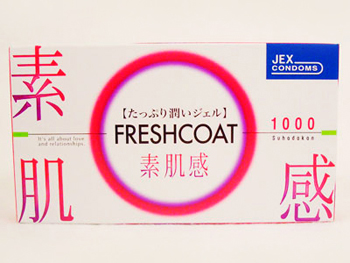 JEX
CONDOMS
素肌感
It's all about love
and relationships.
【たっぷり潤いジェル】
FRESHCOAT
素肌感
1000
Suhadakan